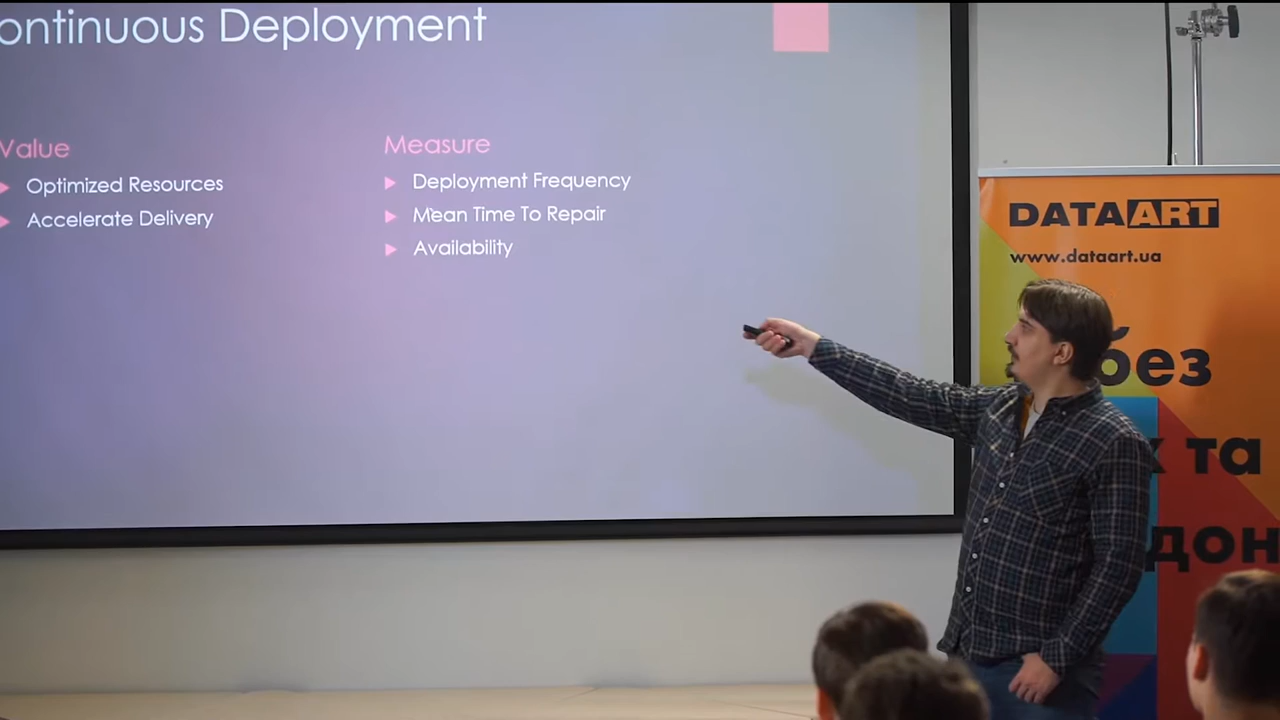 ontinuous Deployment
Value
Optimized Resources
Accelerate Delivery
Measure
Deployment Frequency
Mean Time To Repair
Availability
DATAART
www.dataart.ua
без
та
дон